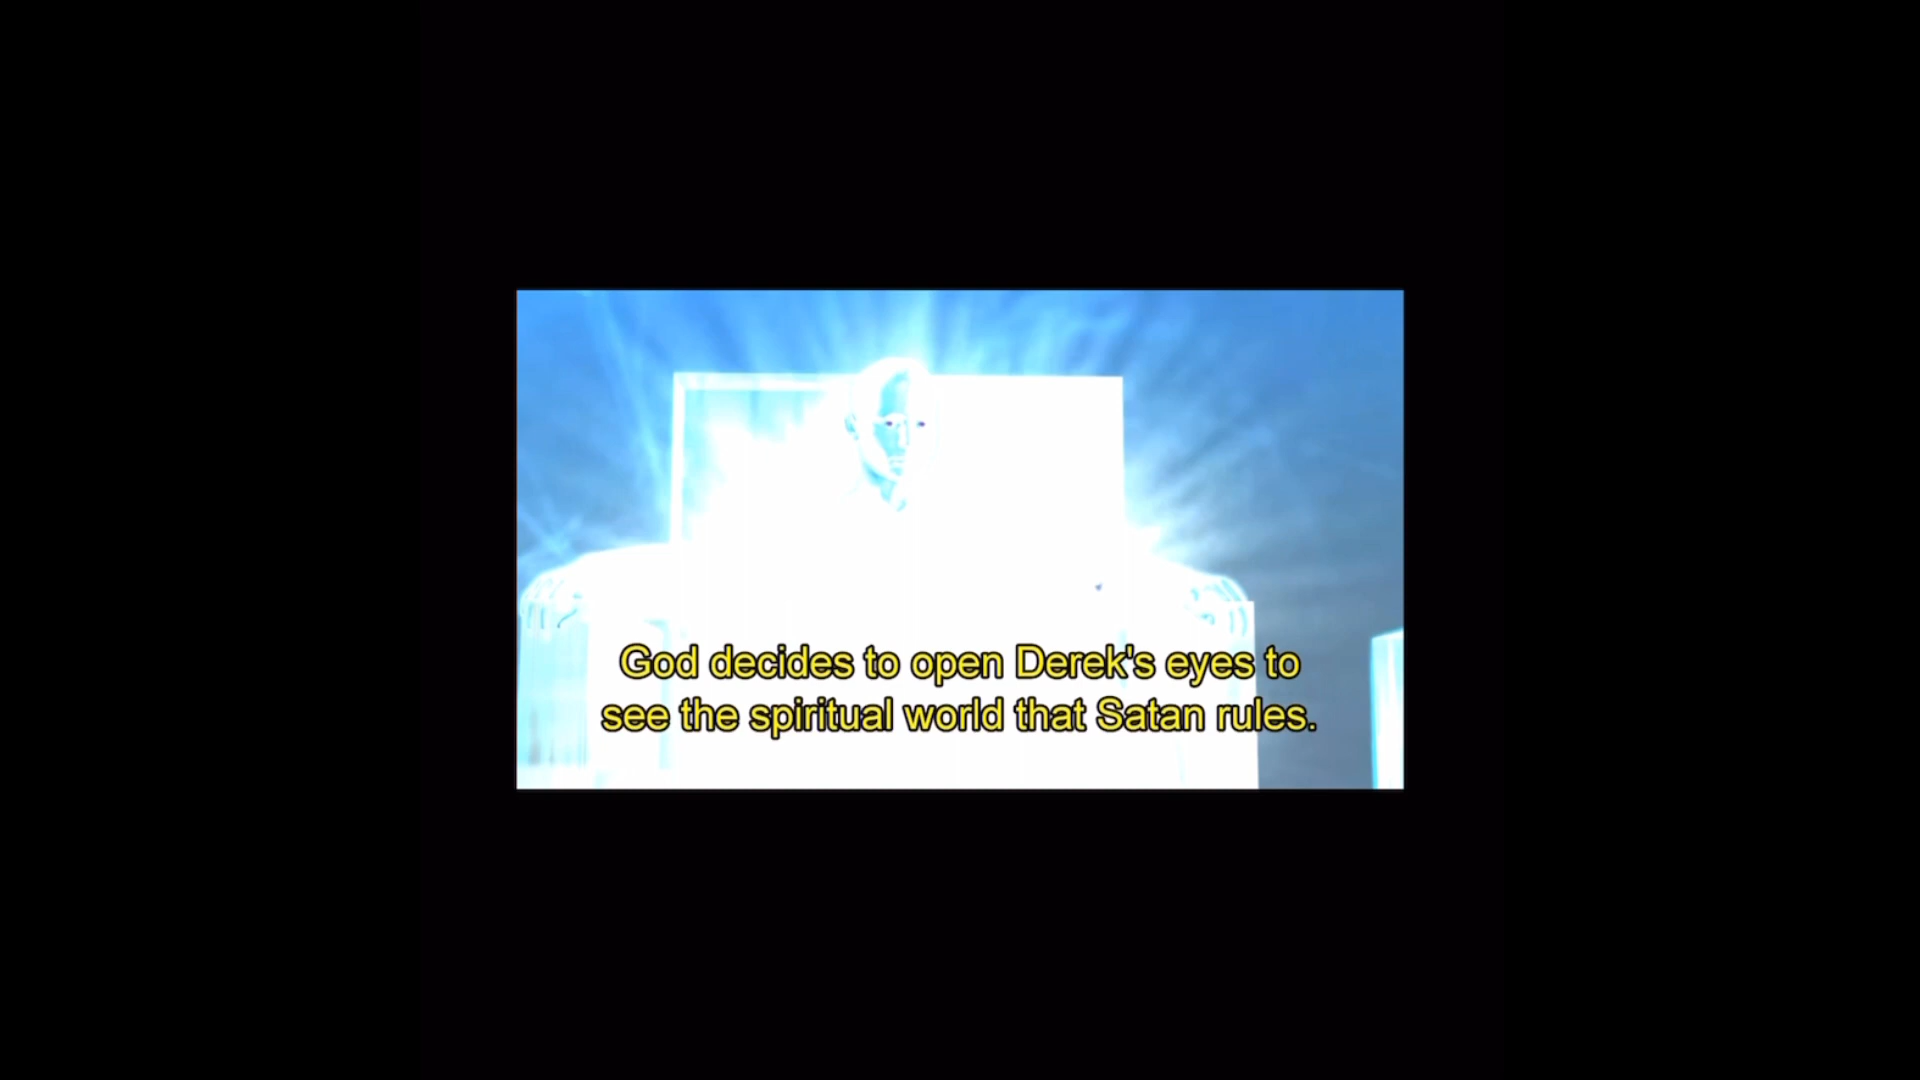 God decides to open Derek's eyes to
see the spiritual world that Satan rules.